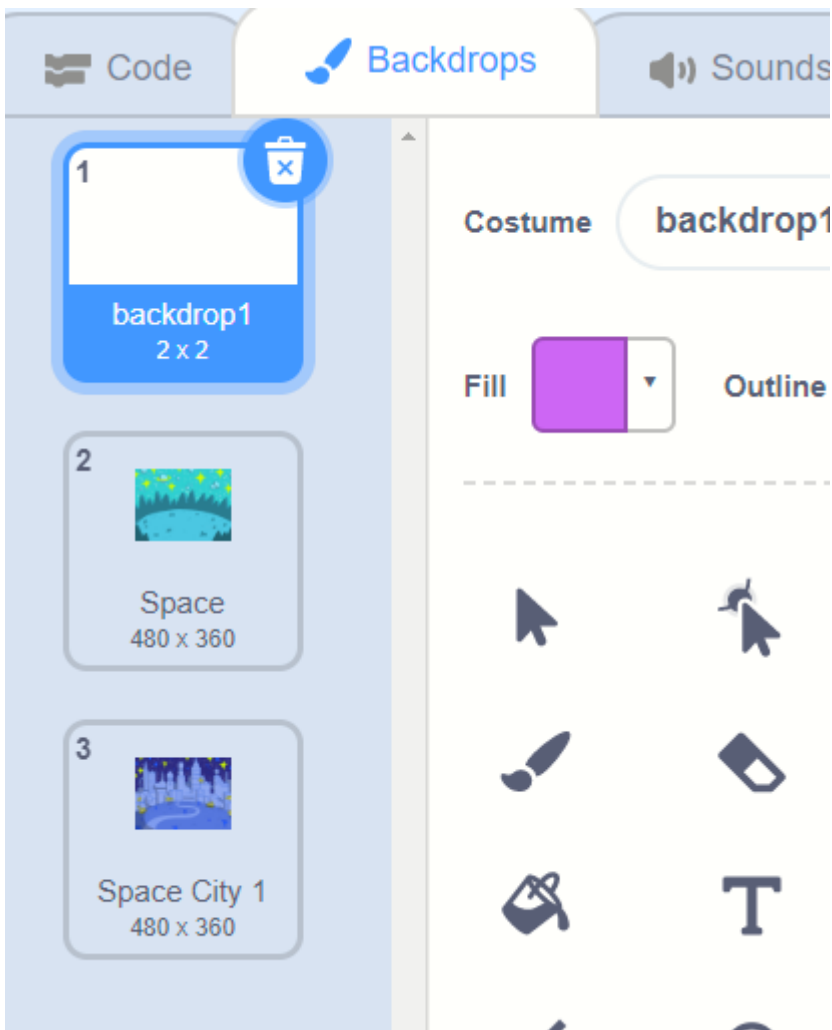 Code
Backdrops
Sounds
1
backdrop1
2 x 2
2
Space
480 x 360
3
Space City 1
480 x 360
Costume
backdrop1
Fill
Outline
T